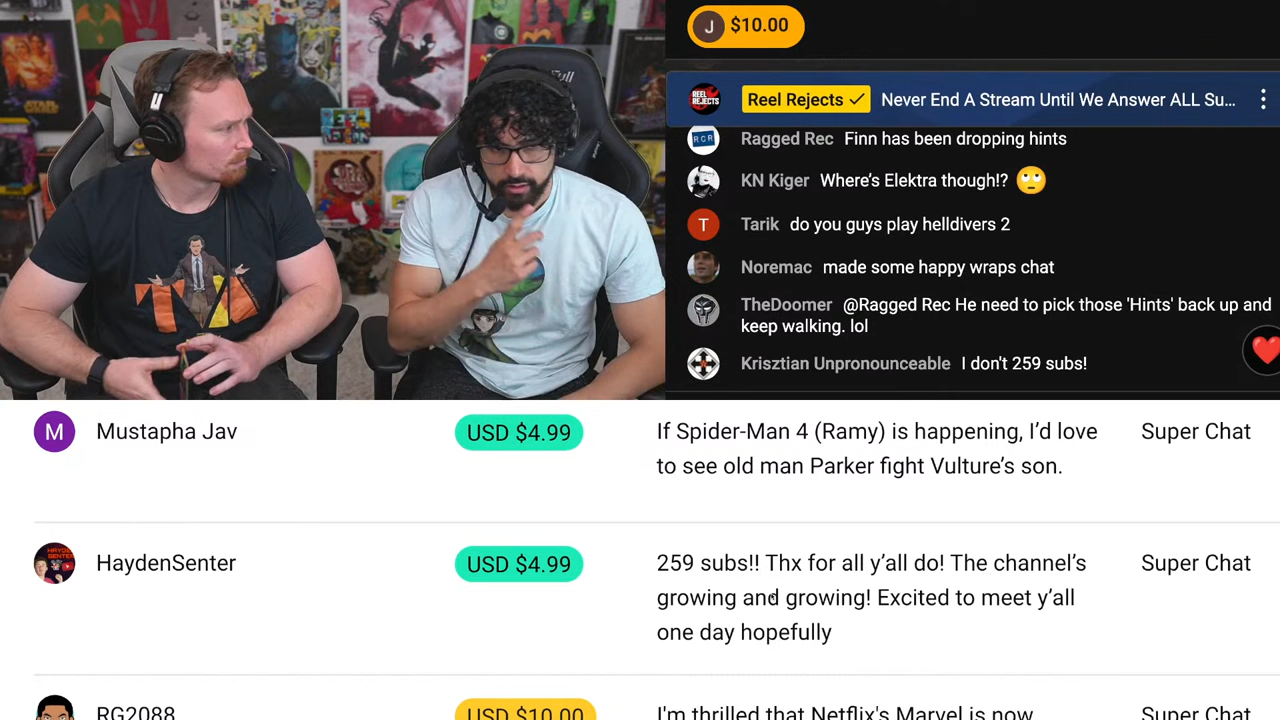 J $10.00
REEL REJECTS Reel Rejects ✓ Never End A Stream Until We Answer ALL Su...
RCR Ragged Rec Finn has been dropping hints
KN Kiger Where's Elektra though!? 🙄
T Tarik do you guys play helldivers 2
Noremac made some happy wraps chat
TheDoomer @Ragged Rec He need to pick those 'Hints' back up and
keep walking. lol
Krisztian Unpronounceable I don't 259 subs!
TVA
M Mustapha Jav USD $4.99 If Spider-Man 4 (Ramy) is happening, I'd love Super Chat
to see old man Parker fight Vulture's son.
HaydenSenter USD $4.99 259 subs!! Thx for all y'all do! The channel's Super Chat
growing and growing! Excited to meet y'all
one day hopefully
RG2088 USD $10.00 I'm thrilled that Netflix's Marvel is now Super Chat